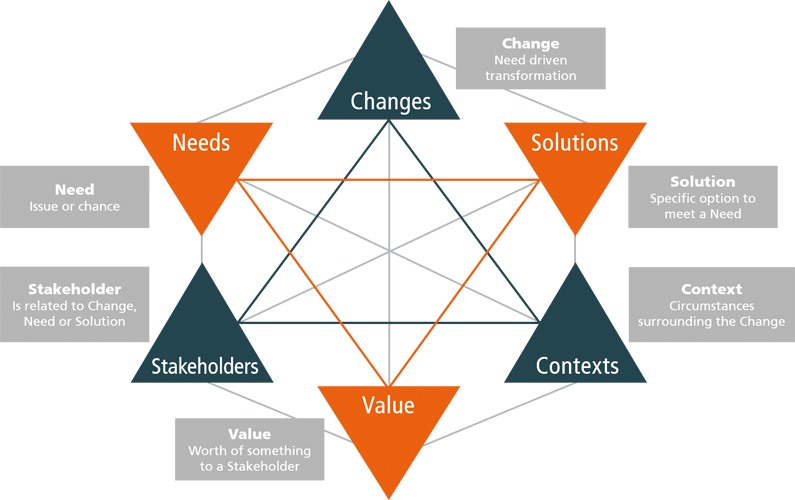 Changes
Change
Need driven
transformation
Needs
Solutions
Need
Issue or chance
Solution
Specific option to
meet a Need
Stakeholder
Is related to Change,
Need or Solution
Context
Circumstances
surrounding the Change
Stakeholders
Contexts
Value
Value
Worth of something
to a Stakeholder